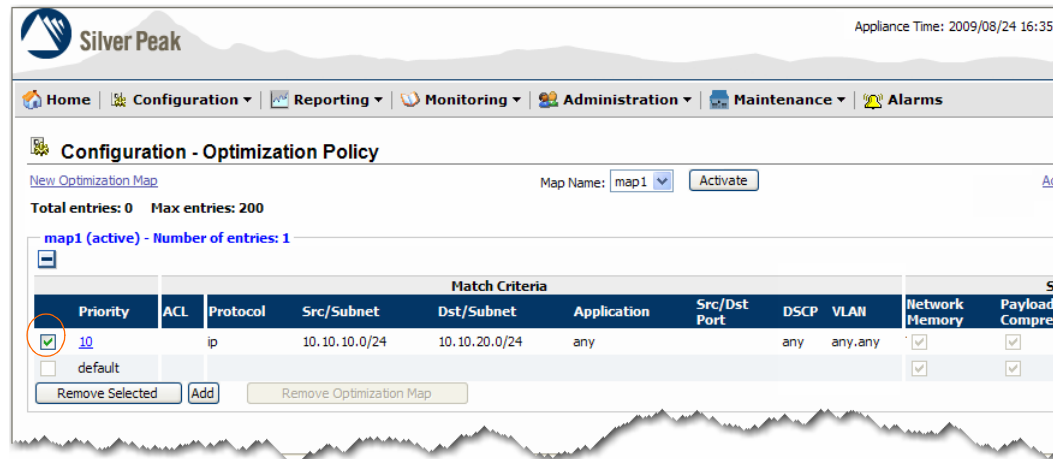 Silver Peak
Appliance Time: 2009/08/24 16:35
Home Configuration Reporting Monitoring Administration Maintenance Alarms
Configuration - Optimization Policy
New Optimization Map Map Name: map1 Activate
Total entries: 0 Max entries: 200
map1 (active) - Number of entries: 1
Match Criteria
Priority ACL Protocol Src/Subnet Dst/Subnet Application Src/Dst Port DSCP VLAN Network Memory Payload Compre
10 ip 10.10.10.0/24 10.10.20.0/24 any any any.any
default
Remove Selected Add Remove Optimization Map